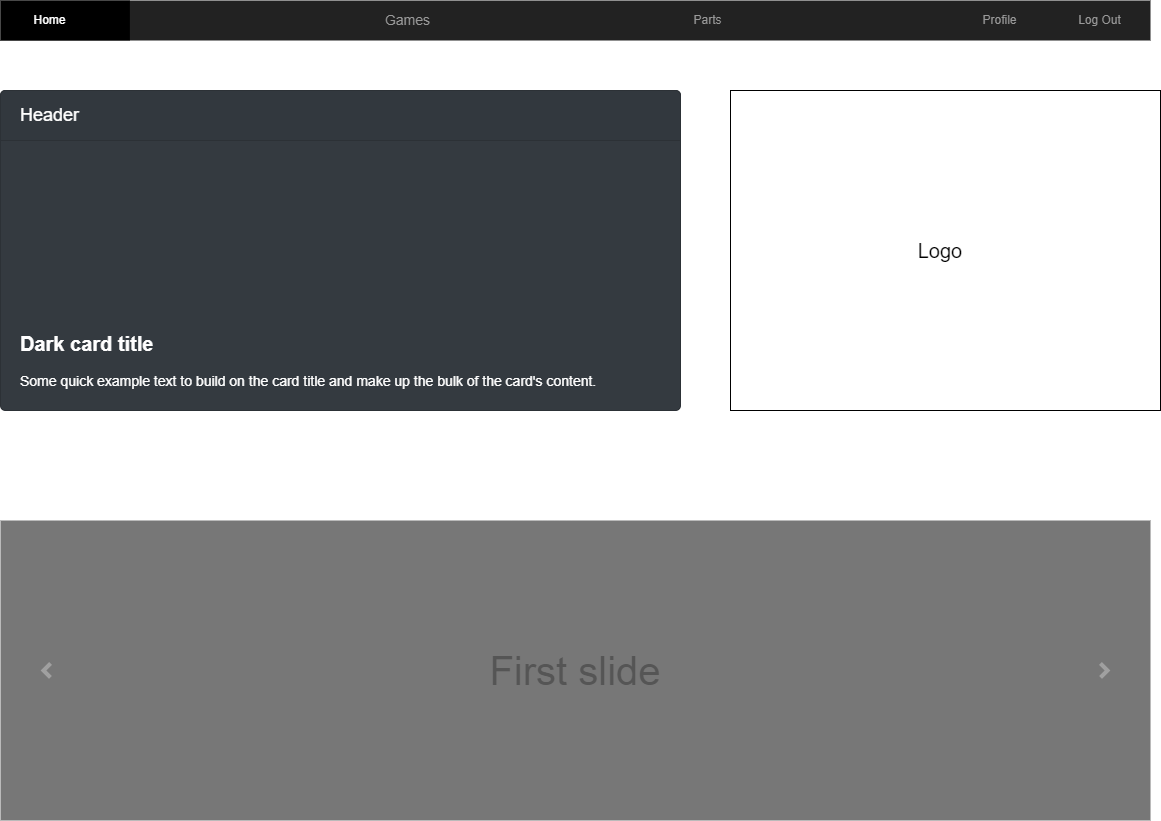 Home Games Parts Profile Log Out
Header
Logo
Dark card title
Some quick example text to build on the card title and make up the bulk of the card's content.
First slide